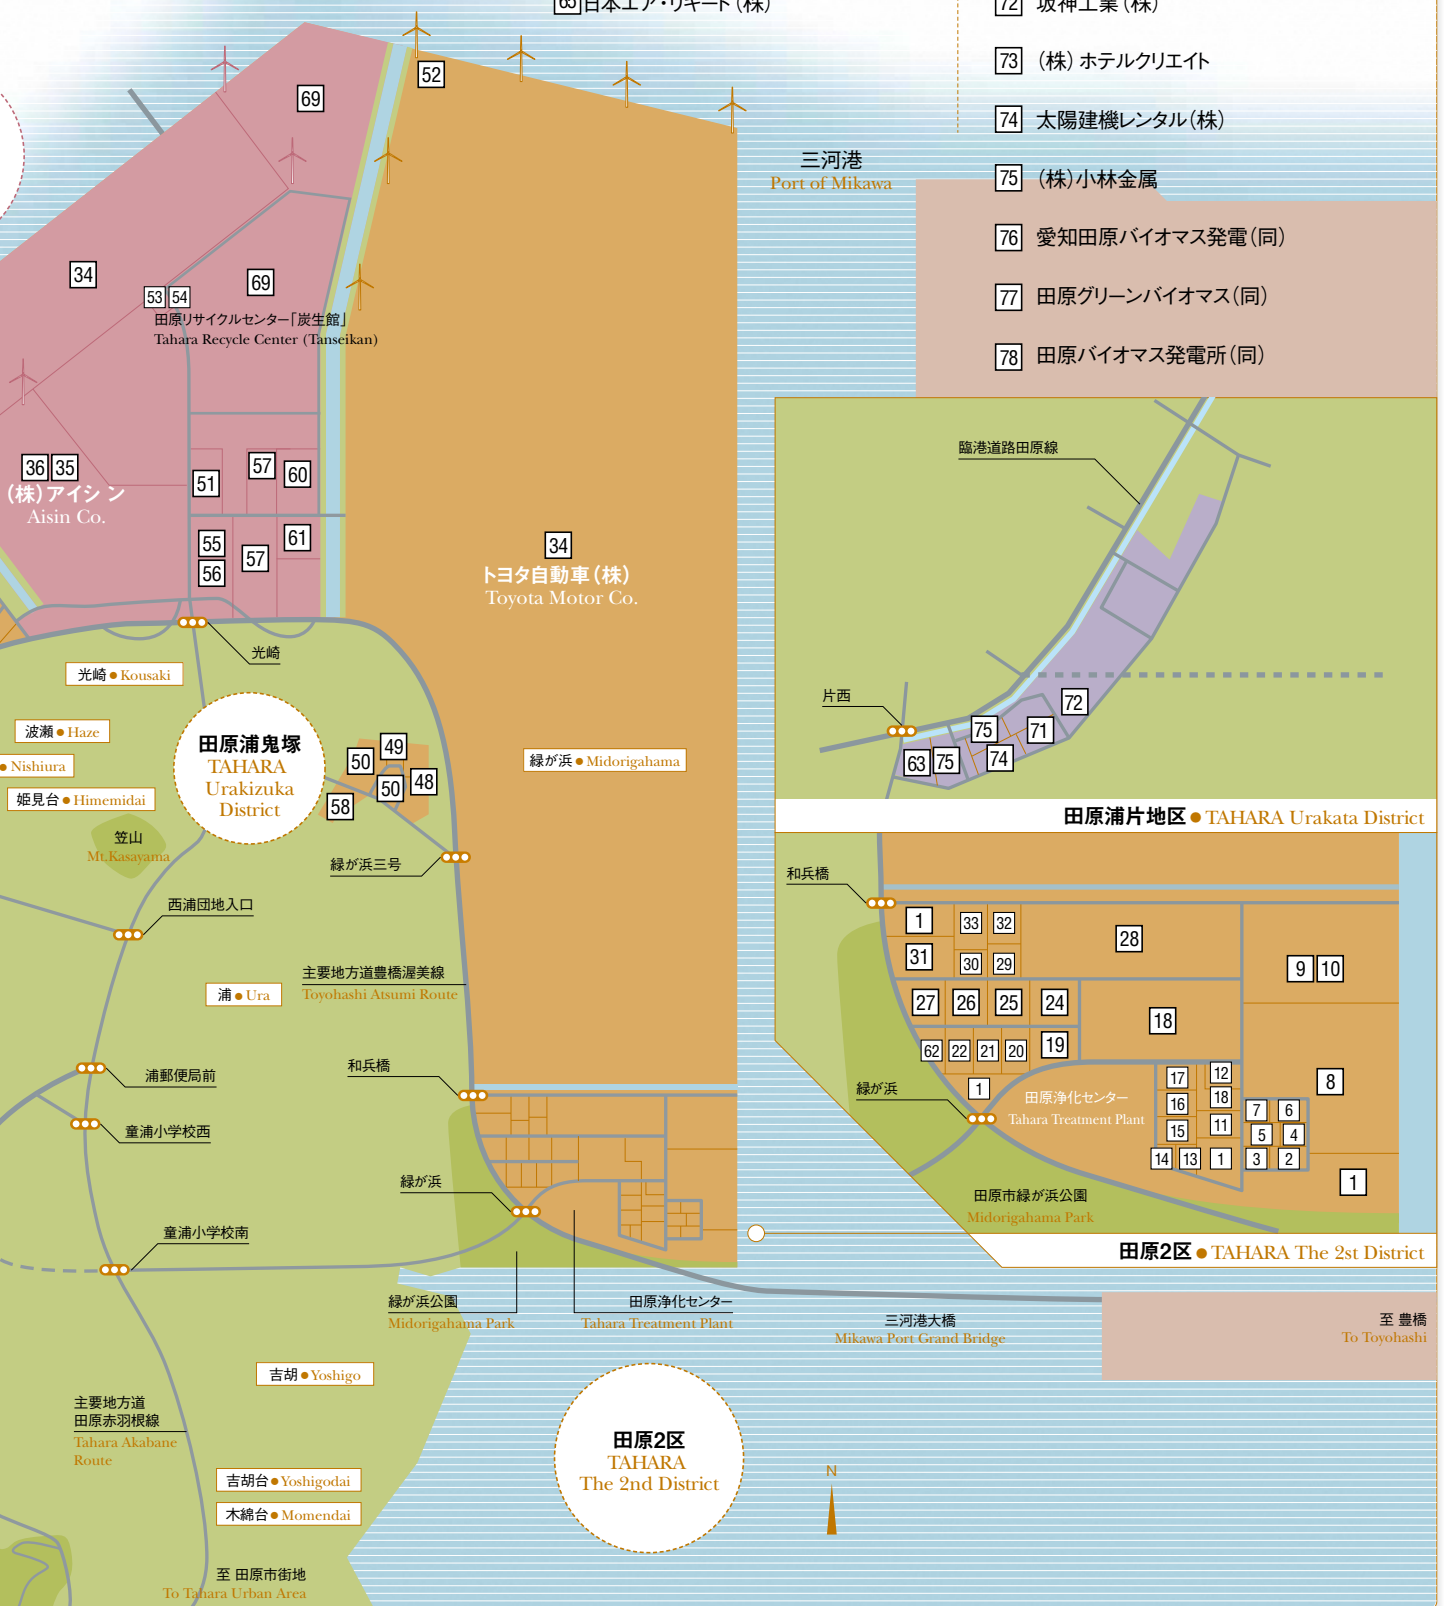 65 日本エア・リキード(株)
72 坂神工業(株)
73 (株)ホテルクリエイト
74 太陽建機レンタル(株)
75 (株)小林金属
76 愛知田原バイオマス発電(同)
77 田原グリーンバイオマス(同)
78 田原バイオマス発電所(同)
52
69
三河港
Port of Mikawa
34
69
53 54
田原リサイクルセンター「炭生館」
Tahara Recycle Center (Tanseikan)
36 35
(株)アイシン
Aisin Co.
51
57
60
55
56
57
61
34
トヨタ自動車(株)
Toyota Motor Co.
光崎
光崎●Kousaki
波瀬●Haze
●Nishiura
姫見台●Himemidai
田原浦鬼塚
TAHARA
Urakizuka
District
49
50
50
48
58
緑が浜●Midorigahama
笠山
Mt.Kasayama
緑が浜三号
西浦団地入口
主要地方道豊橋渥美線
Toyohashi Atsumi Route
浦●Ura
浦郵便局前
和兵橋
童浦小学校西
緑が浜
童浦小学校南
緑が浜公園
Midorigahama Park
田原浄化センター
Tahara Treatment Plant
三河港大橋
Mikawa Port Grand Bridge
至 豊橋
To Toyohashi
吉胡●Yoshigo
主要地方道
田原赤羽根線
Tahara Akabane
Route
吉胡台●Yoshigodai
木綿台●Momendai
至 田原市街地
To Tahara Urban Area
田原2区
TAHARA
The 2nd District
N
臨港道路田原線
片西
72
75
71
63 75
74
田原浦片地区●TAHARA Urakata District
和兵橋
1
33 32
28
31
30 29
9 10
27 26 25 24
18
62 22 21 20 19
1
緑が浜
田原浄化センター
Tahara Treatment Plant
17 12
8
16 18
7 6
15 11
5 4
14 13 1
3 2
1
田原市緑が浜公園
Midorigahama Park
田原2区●TAHARA The 2st District